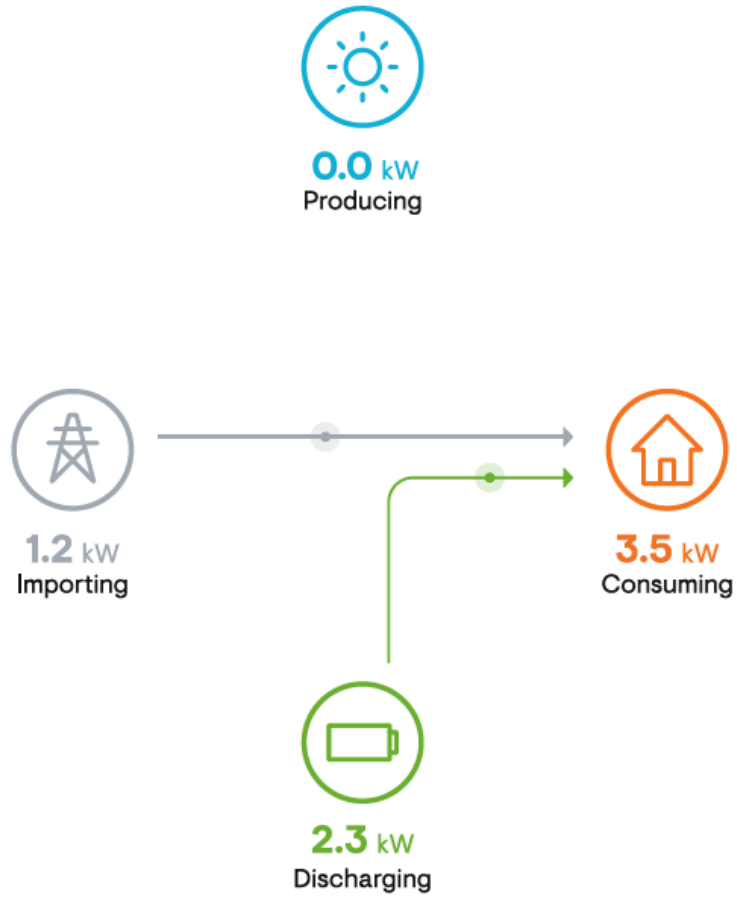 0.0 kW
Producing
1.2 kW
Importing
3.5 kW
Consuming
2.3 kW
Discharging